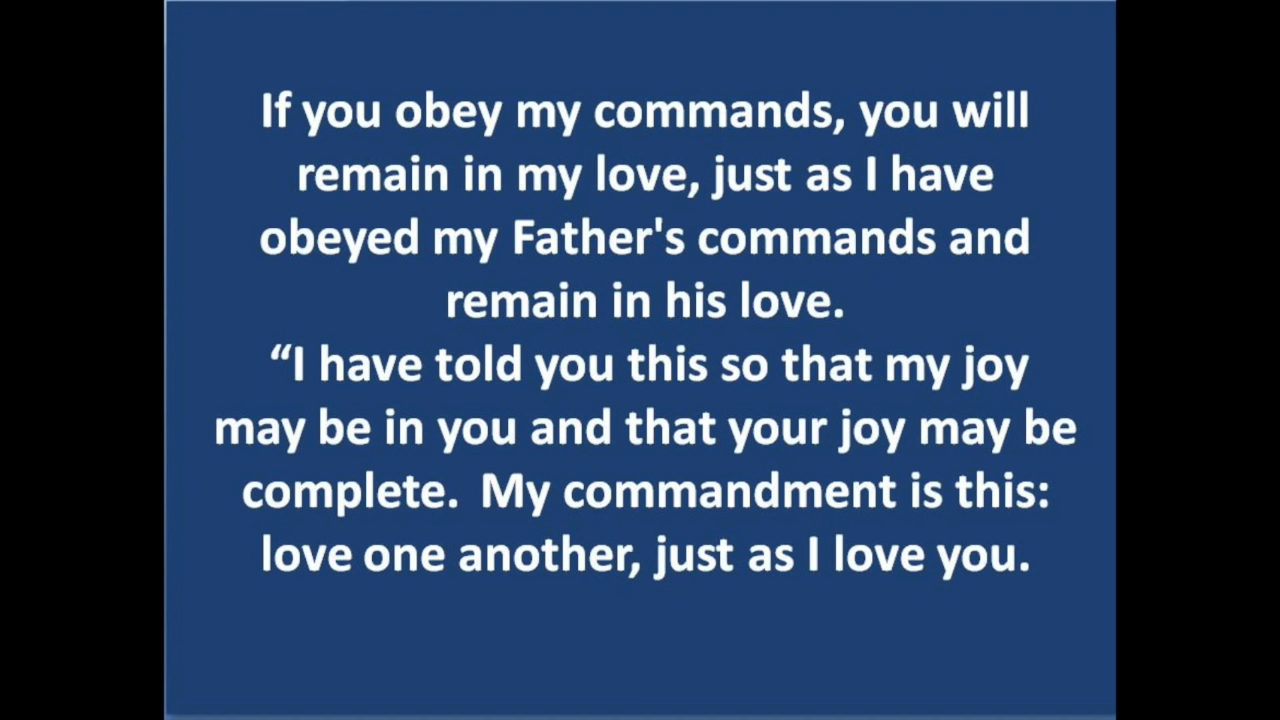 If you obey my commands, you will
remain in my love, just as I have
obeyed my Father's commands and
remain in his love.
“I have told you this so that my joy
may be in you and that your joy may be
complete.  My commandment is this:
love one another, just as I love you.